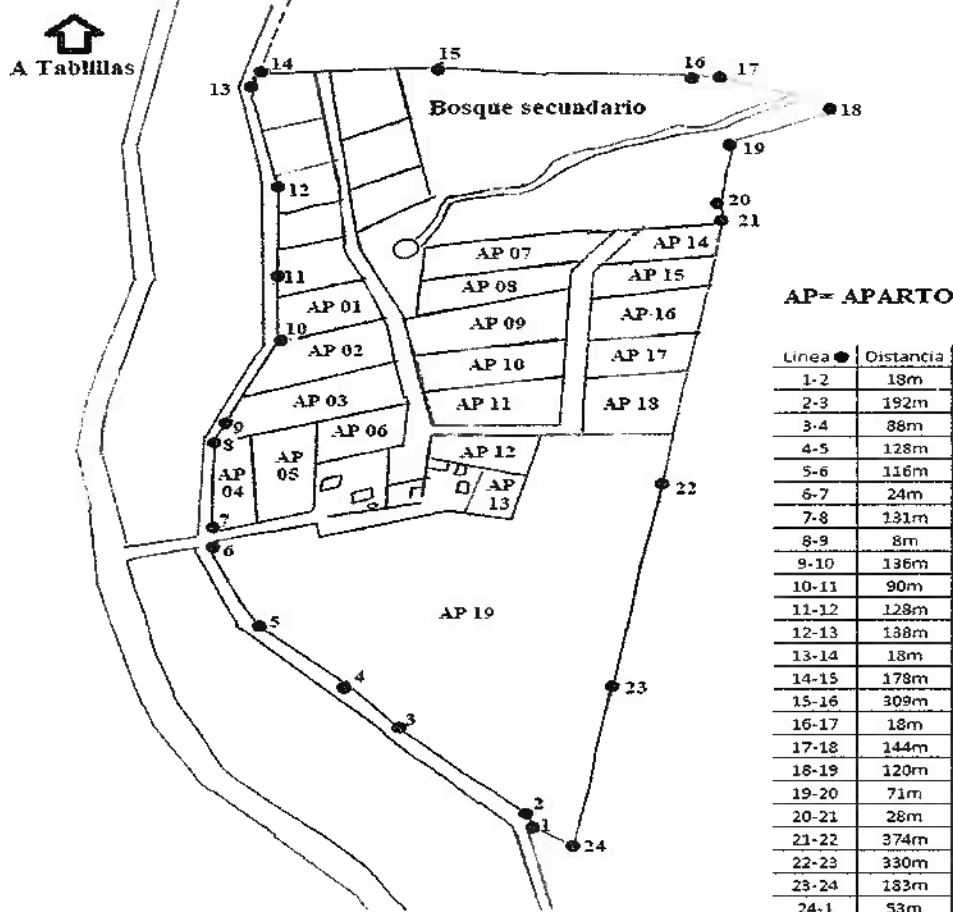 A Tablillas
14
15
16
17
13
Bosque secundario
18
19
12
20
21
AP 07
AP 14
11
AP 08
AP 15
AP 01
AP 09
AP 16
10
AP 02
AP 10
AP 17
AP 03
AP 11
AP 18
9
AP 06
8
AP 04
AP 05
AP 12
AP 13
22
7
6
AP 19
5
4
23
3
2
1
24
AP= APARTO
Linea ● Distancia
1-2 18m
2-3 192m
3-4 88m
4-5 128m
5-6 116m
6-7 24m
7-8 131m
8-9 8m
9-10 136m
10-11 90m
11-12 128m
12-13 138m
13-14 18m
14-15 178m
15-16 309m
16-17 18m
17-18 144m
18-19 120m
19-20 71m
20-21 28m
21-22 374m
22-23 330m
23-24 183m
24-1 53m